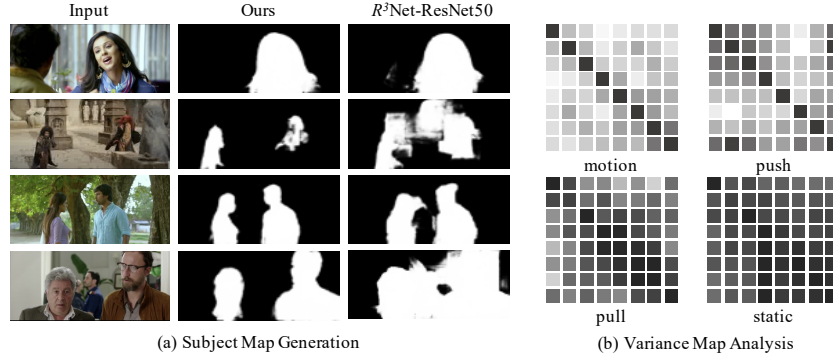 Input Ours R³Net-ResNet50
motion push
pull static
(a) Subject Map Generation (b) Variance Map Analysis